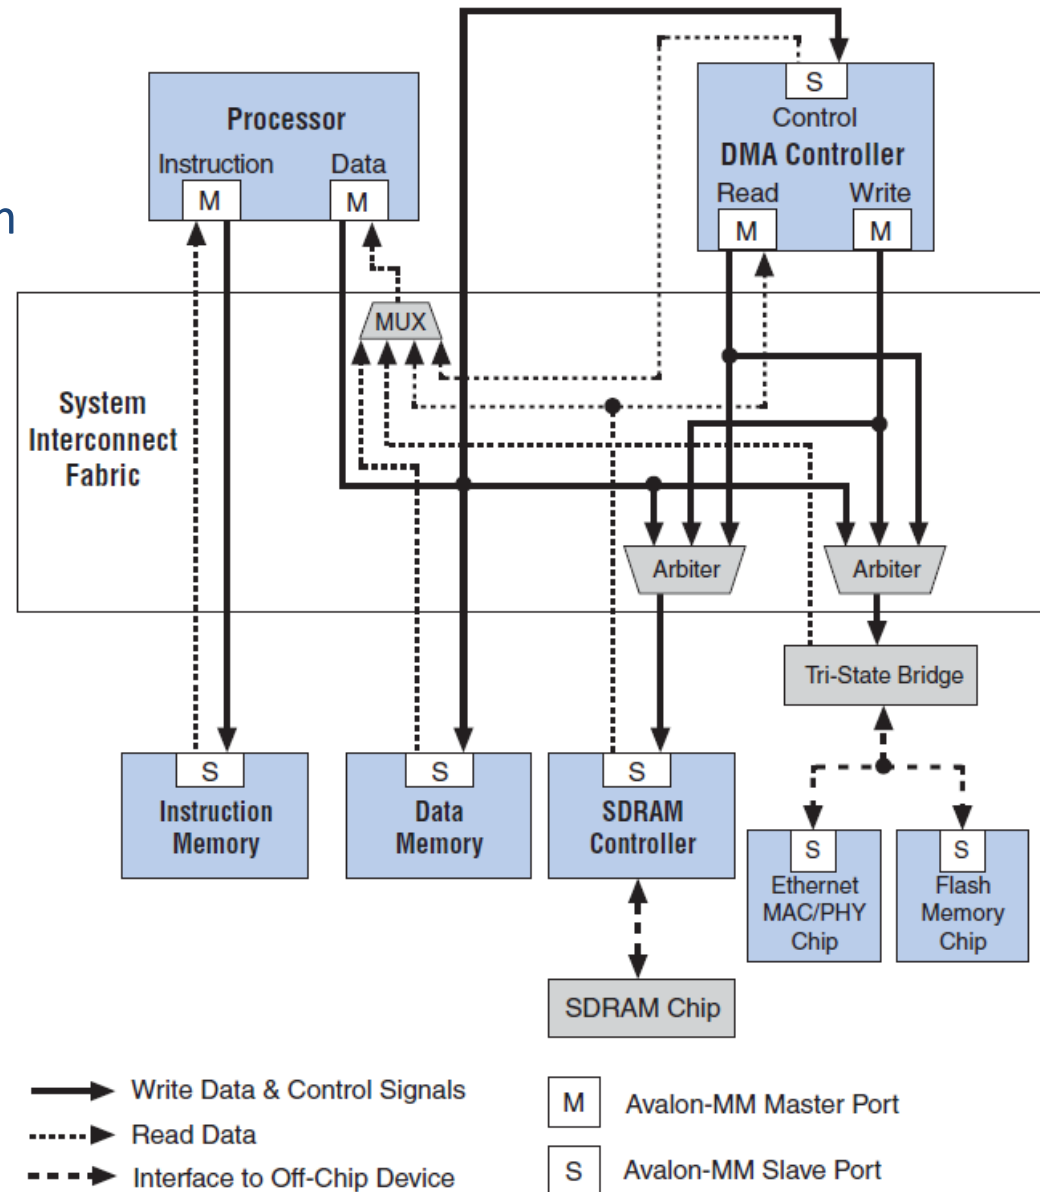 Processor
Instruction
Data
M
M
S
Control
DMA Controller
Read
Write
M
M
n
MUX
System
Interconnect
Fabric
Arbiter
Arbiter
Tri-State Bridge
S
Instruction
Memory
S
Data
Memory
S
SDRAM
Controller
S
Ethernet
MAC/PHY
Chip
S
Flash
Memory
Chip
SDRAM Chip
Write Data & Control Signals
M
Avalon-MM Master Port
Read Data
Interface to Off-Chip Device
S
Avalon-MM Slave Port